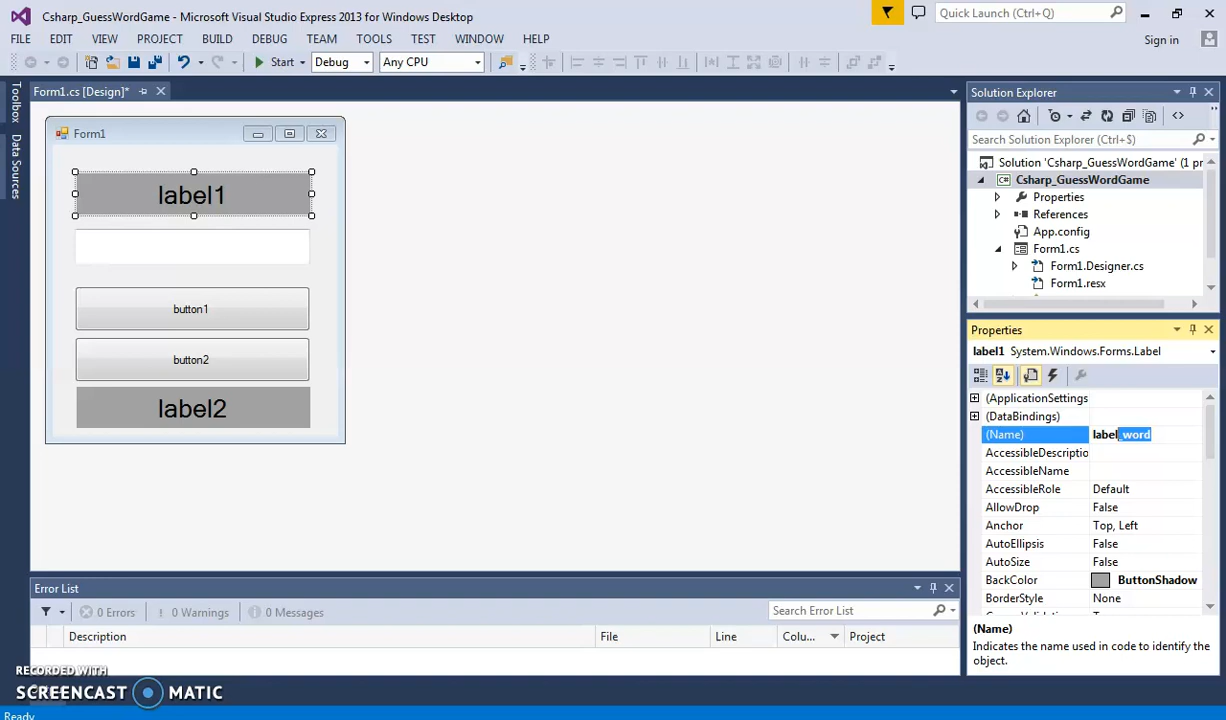 Csharp_GuessWordGame - Microsoft Visual Studio Express 2013 for Windows Desktop
Quick Launch (Ctrl+Q)
FILE EDIT VIEW PROJECT BUILD DEBUG TEAM TOOLS TEST WINDOW HELP
Sign in
Start Debug Any CPU
Toolbox
Data Sources
Form1.cs [Design]*
Form1
label1
button1
button2
label2
Solution Explorer
Search Solution Explorer (Ctrl+$)
Solution 'Csharp_GuessWordGame' (1 pr
C# Csharp_GuessWordGame
Properties
References
App.config
Form1.cs
Form1.Designer.cs
Form1.resx
Properties
label1 System.Windows.Forms.Label
(ApplicationSettings
(DataBindings)
(Name) label_word
AccessibleDescriptio
AccessibleName
AccessibleRole Default
AllowDrop False
Anchor Top, Left
AutoEllipsis False
AutoSize False
BackColor ButtonShadow
BorderStyle None
(Name)
Indicates the name used in code to identify the
object.
Error List
0 Errors 0 Warnings 0 Messages
Search Error List
Description File Line Colu... Project
RECORDED WITH
SCREENCAST MATIC
Ready